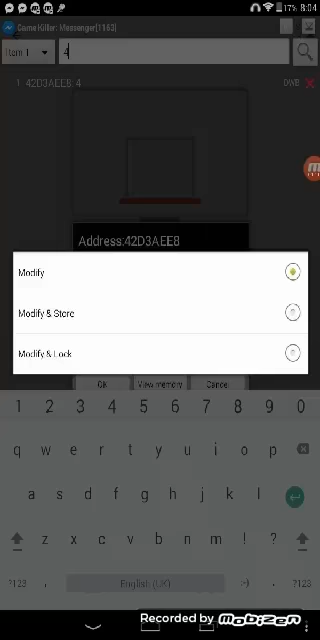 17% 8:04
Game Killer: Messenger[1163]
Item 1 4
1 42D3AEE8: 4 DWB X
Address:42D3AEE8
Modify
Modify & Store
Modify & Lock
OK View memory Cancel
1 2 3 4 5 6 7 8 9 0
q w e r t y u i o p
a s d f g h j k l
z x c v b n m ! ?
?123 , English (UK) . :-) ?123
Recorded by mobizen